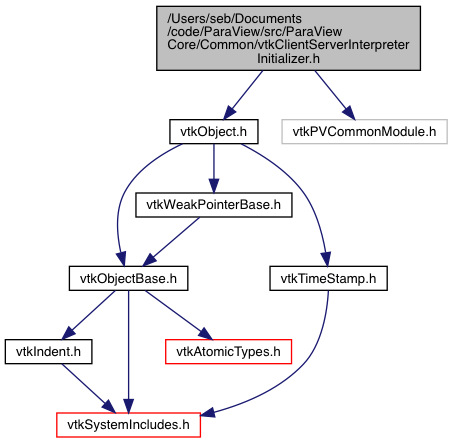 /Users/seb/Documents
/code/ParaView/src/ParaView
Core/Common/vtkClientServerInterpreter
Initializer.h
vtkObject.h
vtkPVCommonModule.h
vtkWeakPointerBase.h
vtkObjectBase.h
vtkTimeStamp.h
vtkIndent.h
vtkAtomicTypes.h
vtkSystemIncludes.h